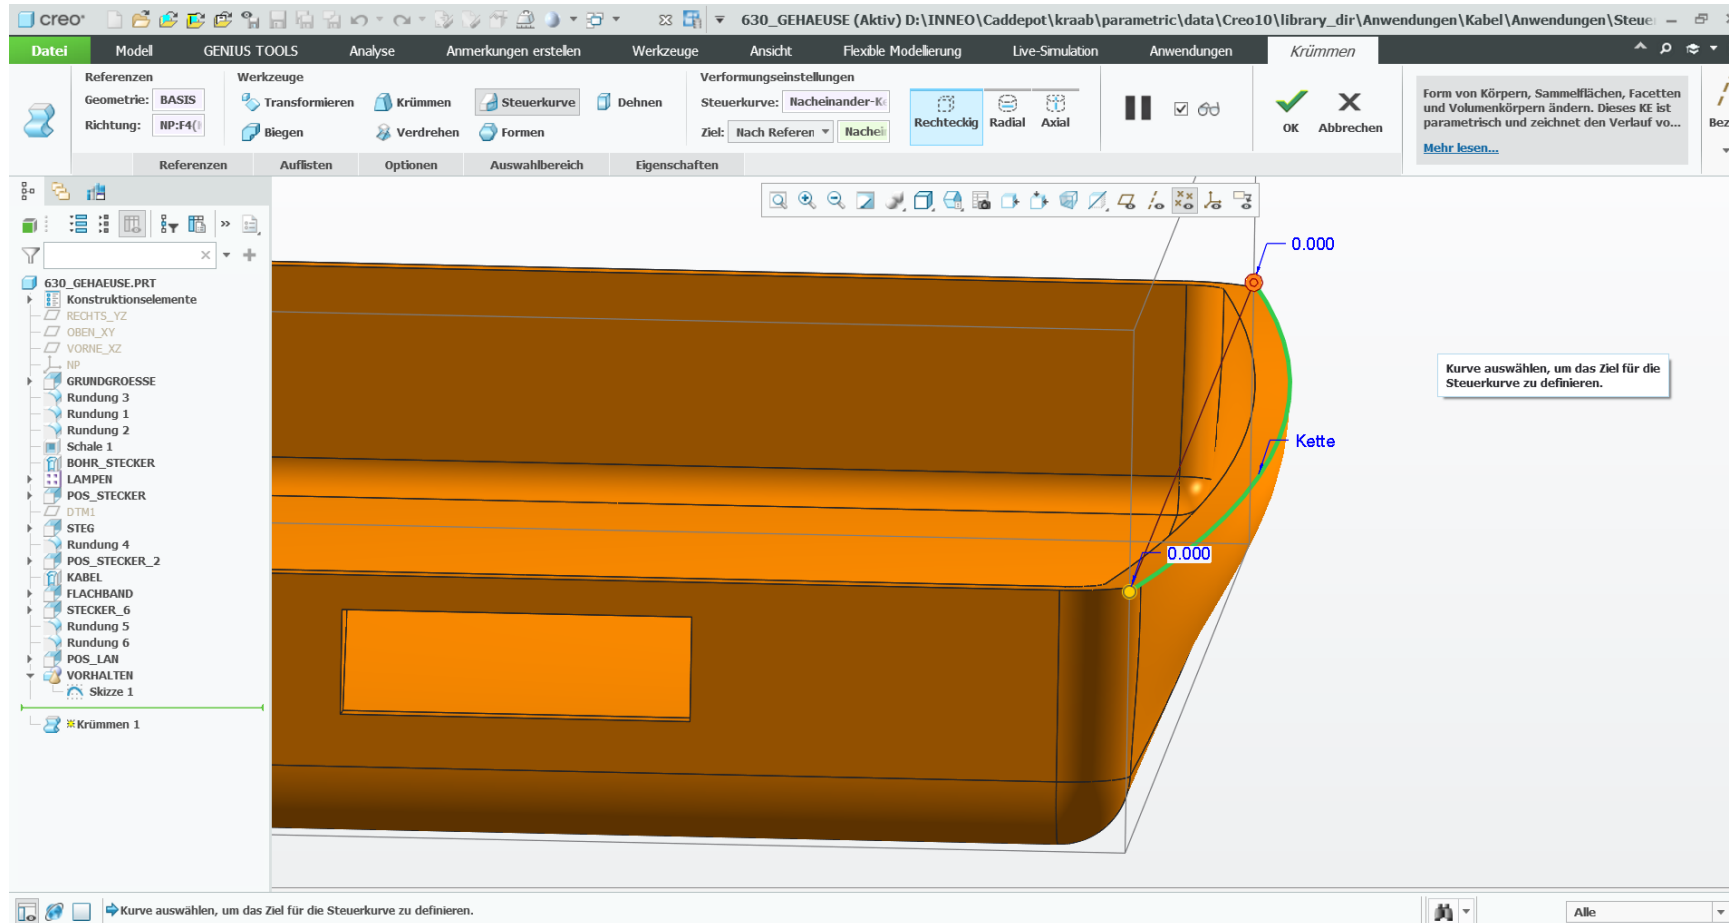 creo®
630_GEHAEUSE (Aktiv) D:\INNEO\Caddepot\kraab\parametric\data\Creo10\library_dir\Anwendungen\Kabel\Anwendungen\Steue
Datei Modell GENIUS TOOLS Analyse Anmerkungen erstellen Werkzeuge Ansicht Flexible Modellierung Live-Simulation Anwendungen Krümmen
Referenzen
Geometrie: BASIS
Richtung: NP:F4(
Werkzeuge
Transformieren Krümmen Steuerkurve Dehnen
Biegen Verdrehen Formen
Verformungseinstellungen
Steuerkurve: Nacheinander-Ke
Ziel: Nach Referen Nachei
Rechteckig Radial Axial
OK Abbrechen
Form von Körpern, Sammelflächen, Facetten
und Volumenkörpern ändern. Dieses KE ist
parametrisch und zeichnet den Verlauf vo...
Mehr lesen...
Bez
Referenzen Auflisten Optionen Auswahlbereich Eigenschaften
630_GEHAEUSE.PRT
Konstruktionselemente
RECHTS_YZ
OBEN_XY
VORNE_XZ
NP
GRUNDGROESSE
Rundung 3
Rundung 1
Rundung 2
Schale 1
BOHR_STECKER
LAMPEN
POS_STECKER
DTM1
STEG
Rundung 4
POS_STECKER_2
KABEL
FLACHBAND
STECKER_6
Rundung 5
Rundung 6
POS_LAN
VORHALTEN
Skizze 1
Krümmen 1
0.000
Kette
0.000
Kurve auswählen, um das Ziel für die
Steuerkurve zu definieren.
Kurve auswählen, um das Ziel für die Steuerkurve zu definieren.
Alle